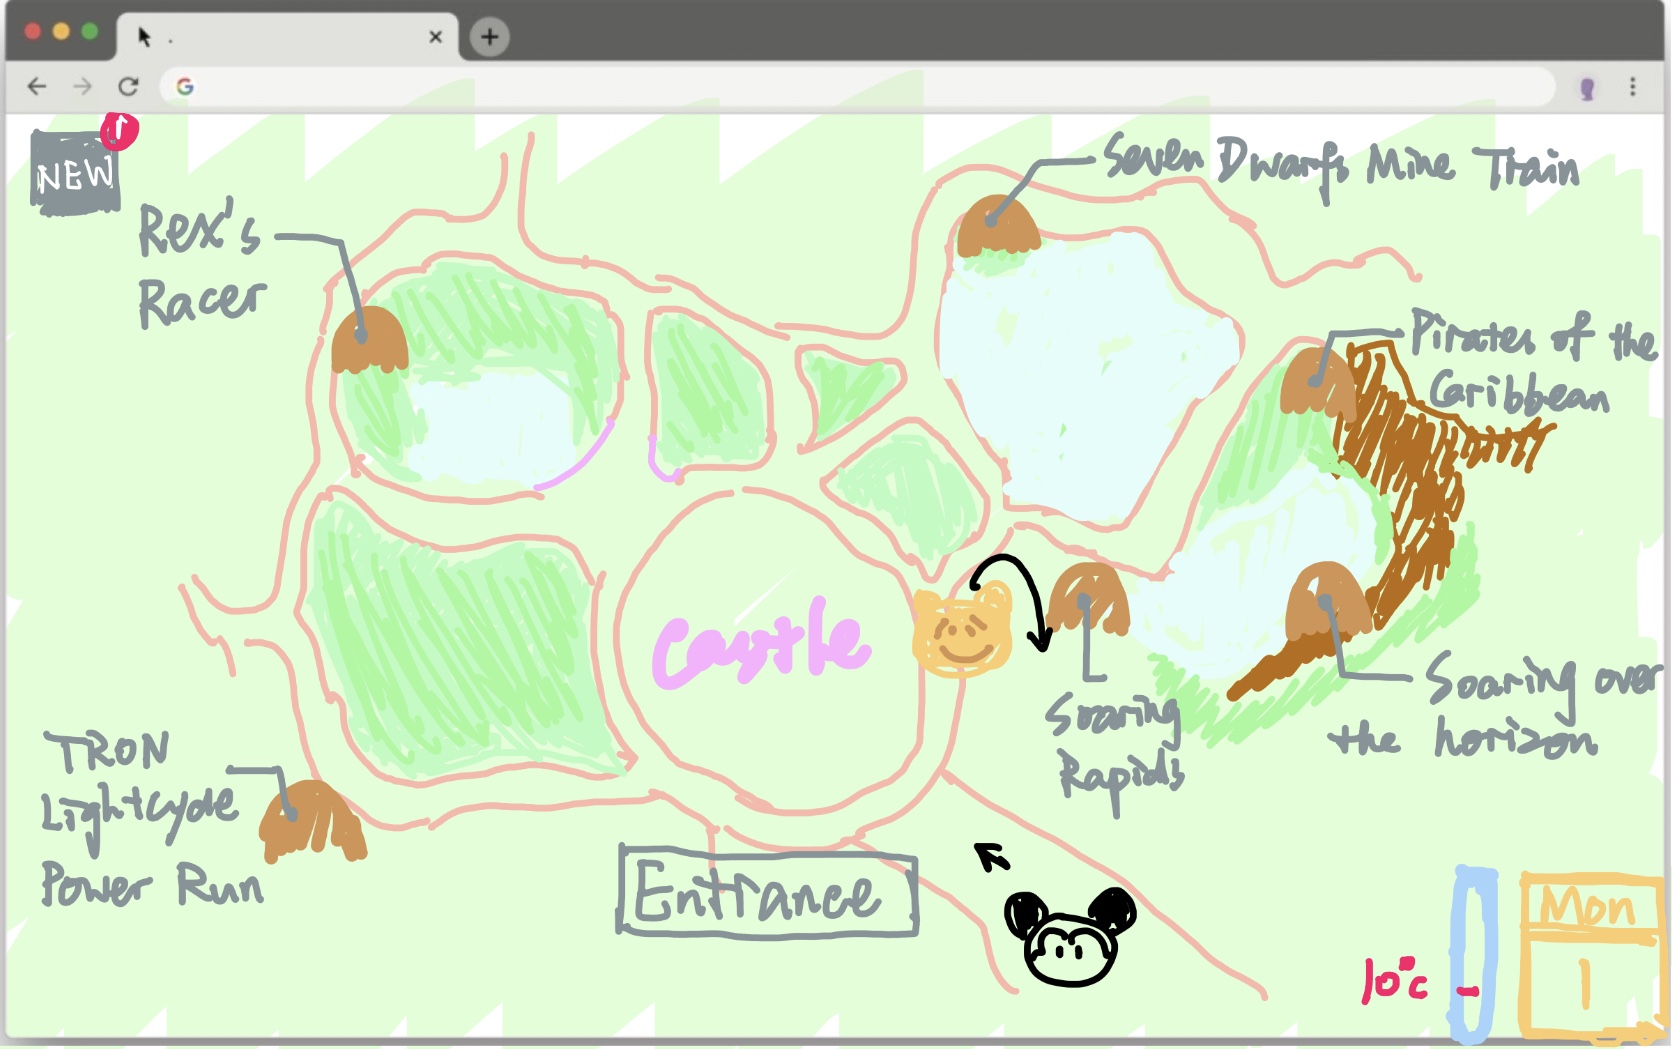 1
NEW
Rex's
Racer
Seven Dwarfs Mine Train
Pirates of the
Caribbean
Castle
Soaring
Rapids
Soaring over
the horizon
TRON
Lightcycle
Power Run
Entrance
Mon
1
10°c